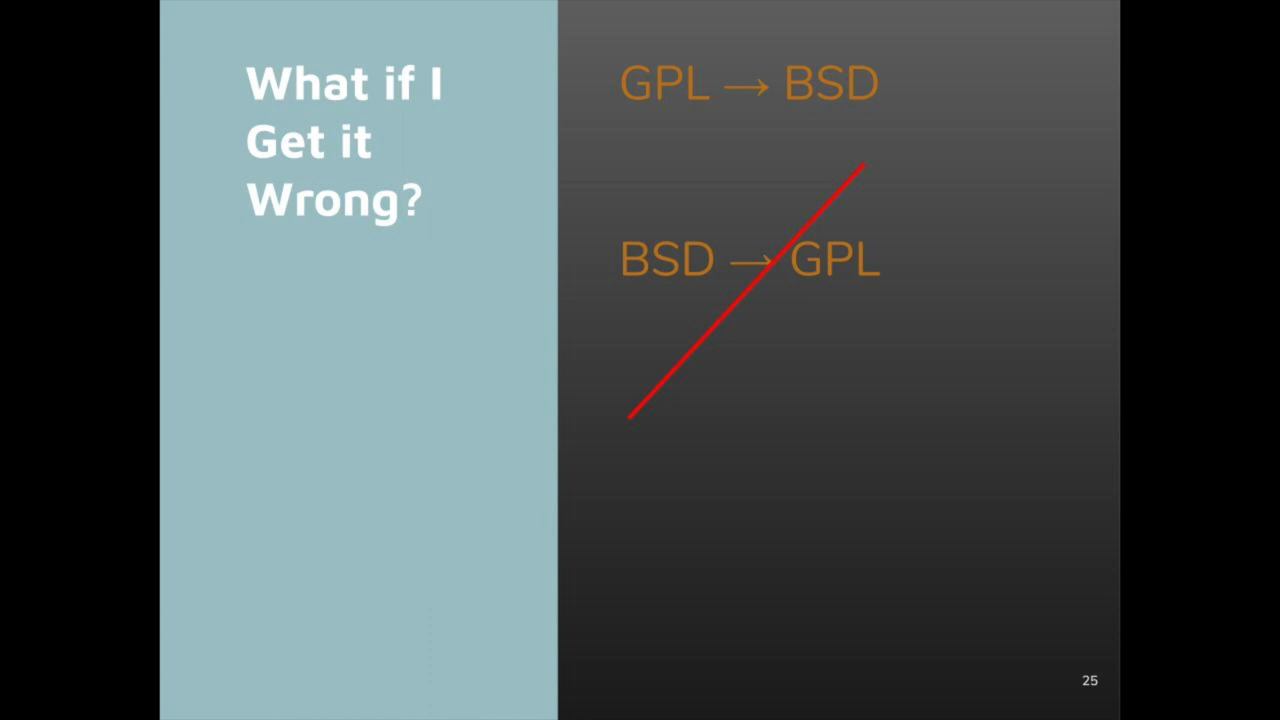 What if I
Get it
Wrong?
GPL → BSD
BSD → GPL
25